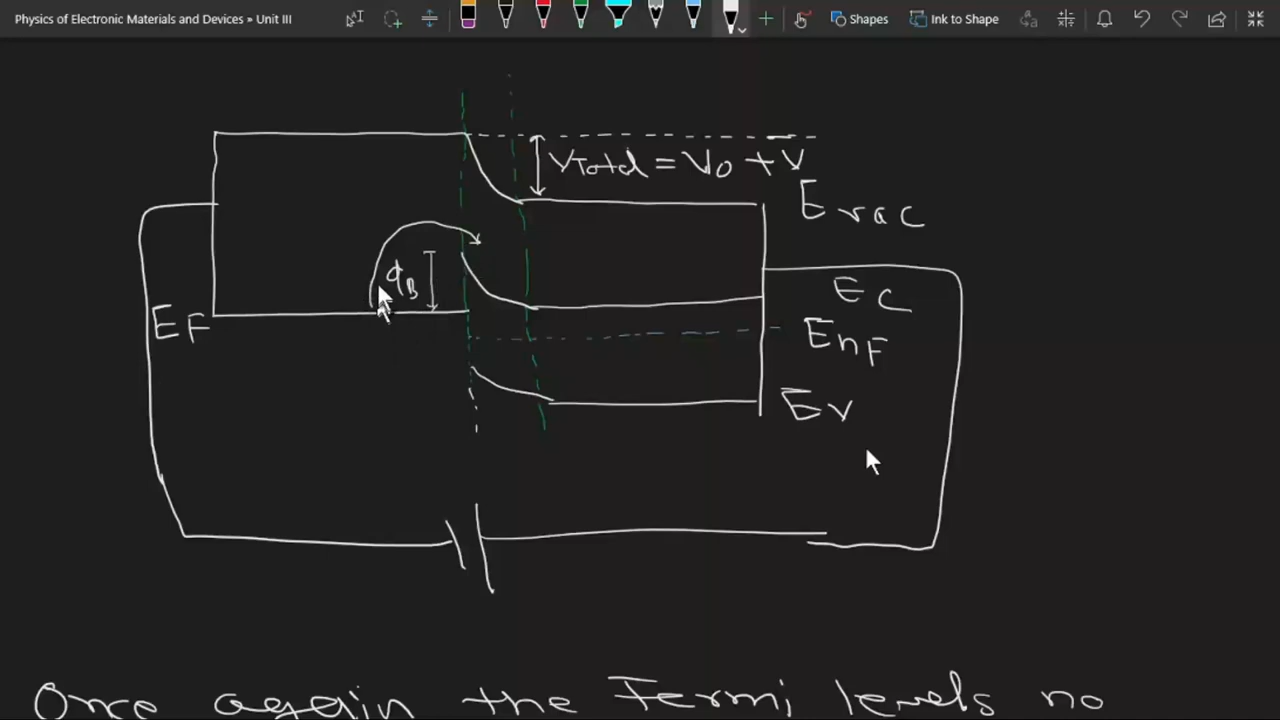 Physics of Electronic Materials and Devices » Unit III
Shapes
Ink to Shape
VTotal = V0 + V
Evac
ϕB
EC
EF
EnF
Ev
Once again the Fermi levels no